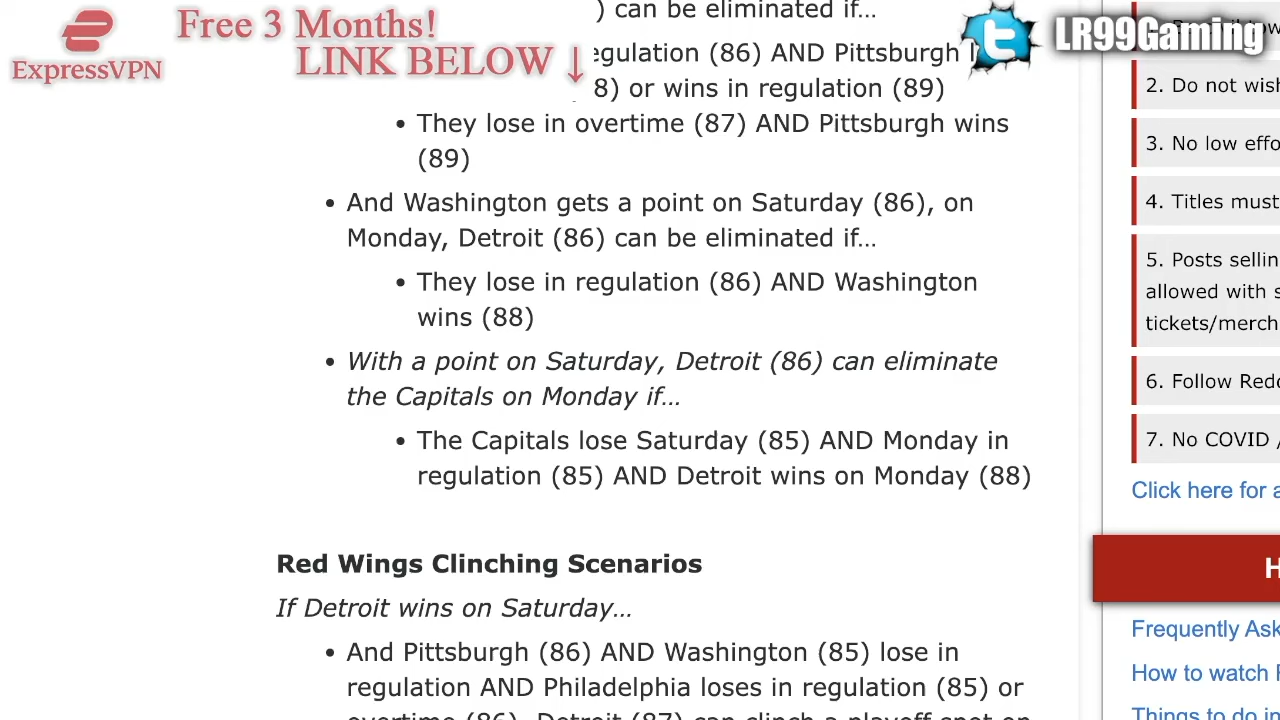 ) can be eliminated if…
Free 3 Months!
LINK BELOW ↓
ExpressVPN
LR99Gaming
egulation (86) AND Pittsburgh
8) or wins in regulation (89)
• They lose in overtime (87) AND Pittsburgh wins
(89)
• And Washington gets a point on Saturday (86), on
Monday, Detroit (86) can be eliminated if…
• They lose in regulation (86) AND Washington
wins (88)
• With a point on Saturday, Detroit (86) can eliminate
the Capitals on Monday if…
• The Capitals lose Saturday (85) AND Monday in
regulation (85) AND Detroit wins on Monday (88)
Red Wings Clinching Scenarios
If Detroit wins on Saturday…
• And Pittsburgh (86) AND Washington (85) lose in
regulation AND Philadelphia loses in regulation (85) or
overtime (86), Detroit (87) can clinch a playoff spot on
2. Do not wish
3. No low effo
4. Titles must
5. Posts sellin
allowed with s
tickets/merch
6. Follow Redd
7. No COVID
Click here for a
H
Frequently Ask
How to watch
Things to do in